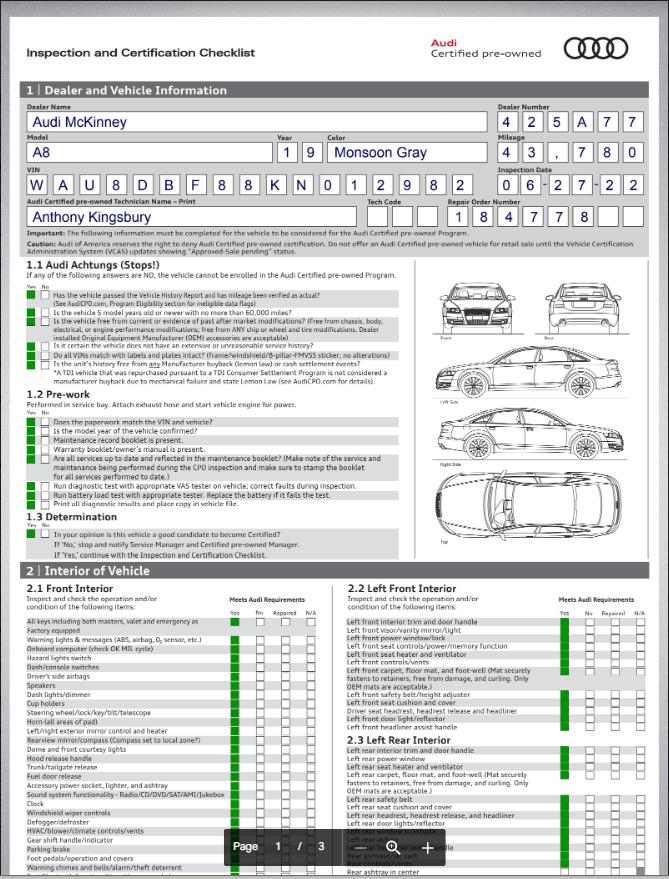 Inspection and Certification Checklist
Audi
Certified pre-owned
1 | Dealer and Vehicle Information
Dealer Name
Dealer Number
Audi McKinney
4 2 5 A 7 7
Model
Year
Color
Mileage
A8
1 9
Monsoon Gray
4 3 , 7 8 0
VIN
Inspection Date
W A U 8 D B F 8 8 K N 0 1 2 9 8 2
0 6 - 2 7 - 2 2
Audi Certified pre-owned Technician Name – Print
Tech Code
Repair Order Number
Anthony Kingsbury
1 8 4 7 7 8
Important: The following information must be completed for the vehicle to be considered for the Audi Certified pre-owned Program.
Caution: Audi of America reserves the right to deny Audi Certified pre-owned certification. Do not offer an Audi Certified pre-owned vehicle for retail sale until the Vehicle Certification
Administration System (VCAS) updates showing "Approved-Sale pending" status.
1.1 Audi Achtungs (Stops!)
If any of the following answers are NO, the vehicle cannot be enrolled in the Audi Certified pre-owned Program.
Yes No
Has the vehicle passed the Vehicle History Report and has mileage been verified as actual?
(See AudiCPO.com, Program Eligibility section for ineligible data flags)
Is the vehicle 5 model years old or newer with no more than 60,000 miles?
Is the vehicle free from current or evidence of past after market modifications? (Free from chassis, body,
electrical, or engine performance modifications; free from ANY chip or wheel and tire modifications. Dealer
installed Original Equipment Manufacturer (OEM) accessories are acceptable)
Is it certain the vehicle does not have an extensive or unreasonable service history?
Do all VINs match with labels and plates intact? (frame/windshield/B-pillar-FMVSS sticker; no alterations)
Is the unit's history free from any Manufacturer buyback (lemon law) or cash settlement events?
*A TDI vehicle that was repurchased pursuant to a TDI Consumer Settlement Program is not considered a
manufacturer buyback due to mechanical failure and state Lemon Law (see AudiCPO.com for details).
1.2 Pre-work
Performed in service bay. Attach exhaust hose and start vehicle engine for power.
Yes No
Does the paperwork match the VIN and vehicle?
Is the model year of the vehicle confirmed?
Maintenance record booklet is present.
Warranty booklet/owner's manual is present.
Are all services up to date and reflected in the maintenance booklet? (Make note of the service and
maintenance being performed during the CPO inspection and make sure to stamp the booklet
for all services performed to date.)
Run diagnostic test with appropriate VAS tester on vehicle; correct faults during inspection.
Run battery load test with appropriate tester. Replace the battery if it fails the test.
Print all diagnostic results and place copy in vehicle file.
1.3 Determination
Yes No
In your opinion is this vehicle a good candidate to become Certified?
If 'No,' stop and notify Service Manager and Certified pre-owned Manager.
If 'Yes,' continue with the Inspection and Certification Checklist.
Front
Rear
Left Side
Right Side
Top
2 | Interior of Vehicle
2.1 Front Interior
Inspect and check the operation and/or
condition of the following items:
Meets Audi Requirements
Yes No Repaired N/A
All keys including both masters, valet and emergency as
Factory equipped
Warning lights & messages (ABS, airbag, O2 sensor, etc.)
Onboard computer (check OK MIL cycle)
Hazard lights switch
Dash/console switches
Driver's side airbags
Speakers
Dash lights/dimmer
Cup holders
Steering wheel/lock/key/tilt/telescope
Horn (all areas of pad)
Left/right exterior mirror control and heater
Rearview mirror/compass (Compass set to local zone?)
Dome and front courtesy lights
Hood release handle
Trunk/tailgate release
Fuel door release
Accessory power socket, lighter, and ashtray
Sound system functionality - Radio/CD/DVD/SAT/AMI/Jukebox
Clock
Windshield wiper controls
Defogger/defroster
HVAC/blower/climate controls/vents
Gear shift handle/indicator
Parking brake
Foot pedals/operation and covers
Warning chimes and bells/alarm/theft deterrent
2.2 Left Front Interior
Inspect and check the operation and/or
condition of the following items:
Meets Audi Requirements
Yes No Repaired N/A
Left front interior trim and door handle
Left front visor/vanity mirror/light
Left front power window/lock
Left front seat controls/power/memory function
Left front seat heater and ventilator
Left front controls/vents
Left front carpet, floor mat, and foot-well (Mat securely
fastens to retainers, free from damage, and curling. Only
OEM mats are acceptable.)
Left front safety belt/height adjuster
Left front seat cushion and cover
Driver seat headrest, headrest release and headliner
Left front door light/reflector
Left front headliner assist handle
2.3 Left Rear Interior
Left rear interior trim and door handle
Left rear power window
Left rear seat heater and ventilator
Left rear carpet, floor mat, and foot-well (Mat securely
fastens to retainers, free from damage, and curling. Only
OEM mats are acceptable.)
Left rear safety belt
Left rear seat cushion and cover
Left rear headrest, headrest release, and headliner
Left rear door lights/reflector
Rear ashtray in center
Page 1 / 3